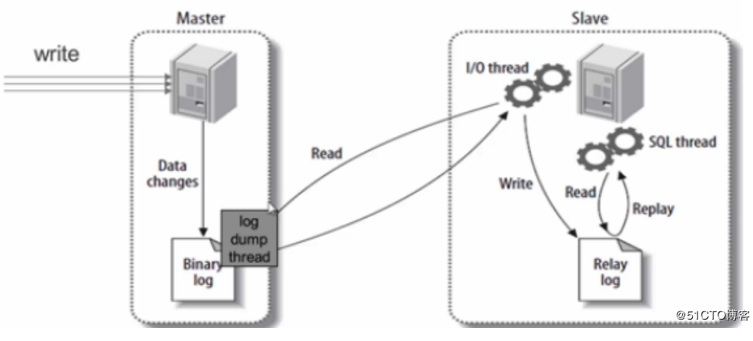 Master
Slave
write
I/O thread
SQL thread
Data
changes
Read
Write
Read
Replay
log
dump
thread
Binary
log
Relay
log
@51CTO博客